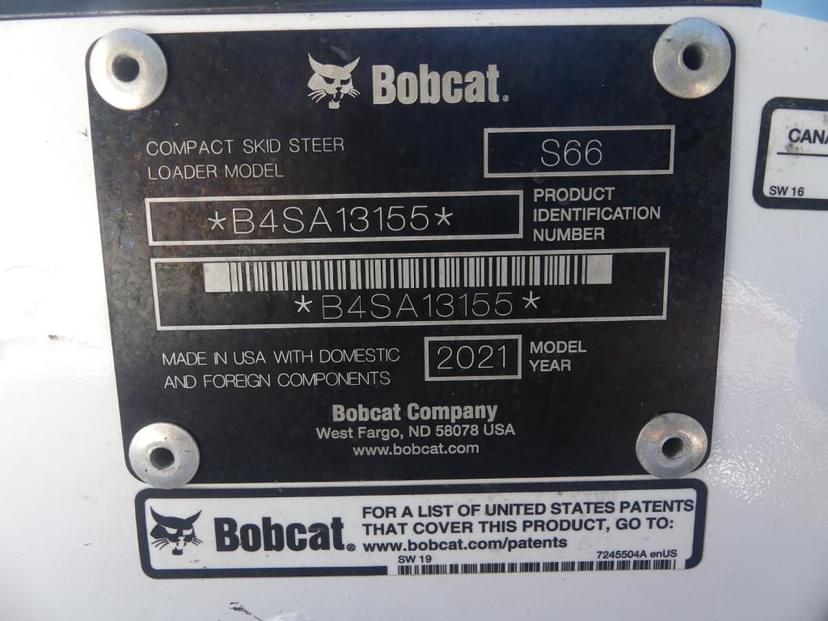 Bobcat.
COMPACT SKID STEER
LOADER MODEL
S66
*B4SA13155*
PRODUCT
IDENTIFICATION
NUMBER
*B4SA13155*
MADE IN USA WITH DOMESTIC
AND FOREIGN COMPONENTS
2021
MODEL
YEAR
Bobcat Company
West Fargo, ND 58078 USA
www.bobcat.com
CANA
SW 16
Bobcat.
FOR A LIST OF UNITED STATES PATENTS
THAT COVER THIS PRODUCT, GO TO:
www.bobcat.com/patents
SW 19
7245504A enUS